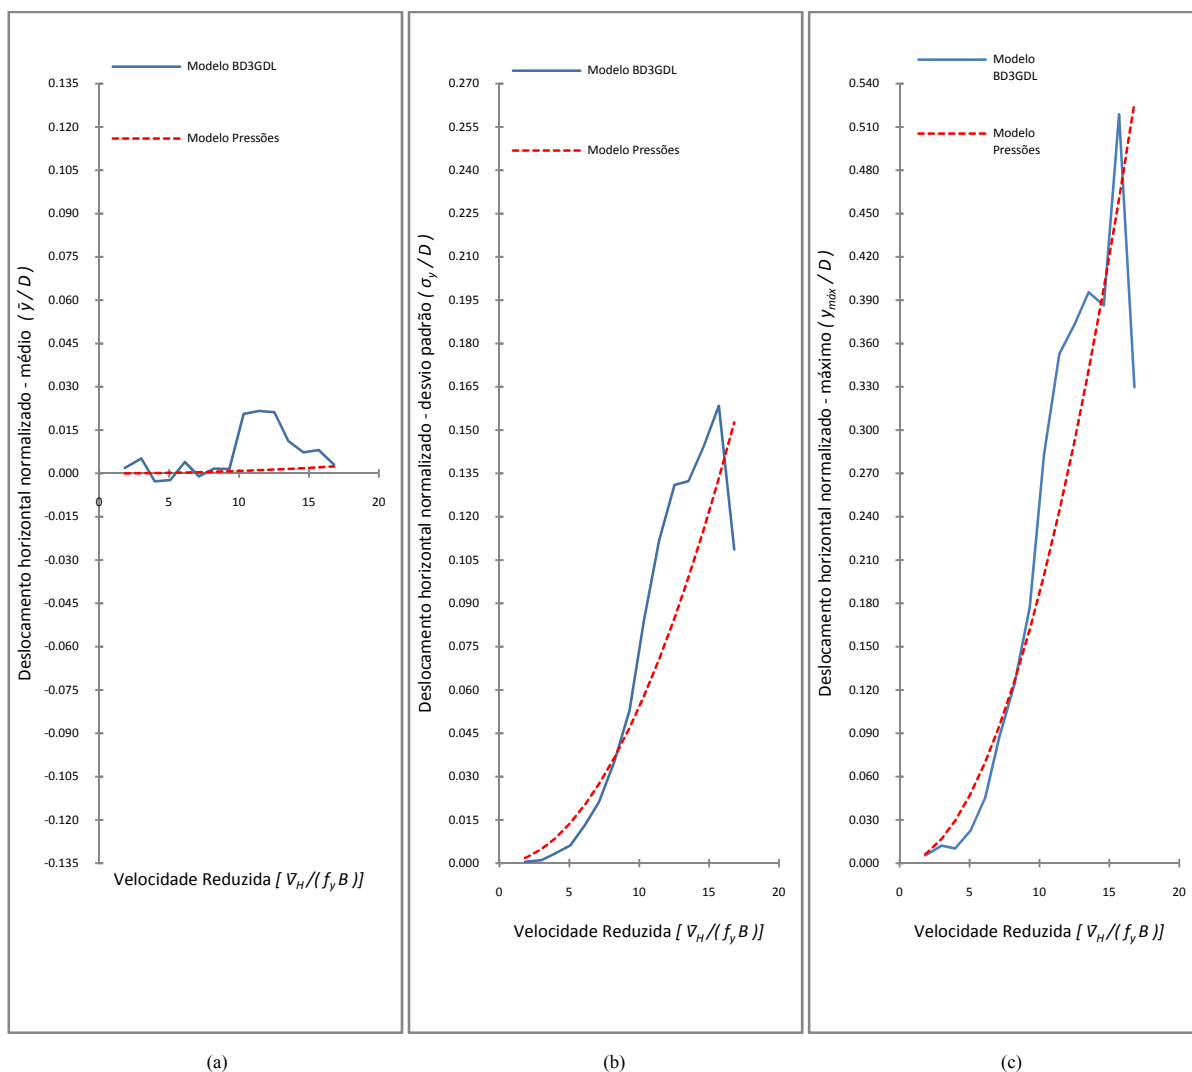 Modelo BD3GDL
Modelo Pressões
0.135
0.120
0.105
0.090
0.075
0.060
0.045
0.030
0.015
0.000
-0.015
-0.030
-0.045
-0.060
-0.075
-0.090
-0.105
-0.120
-0.135
0 5 10 15 20
Deslocamento horizontal normalizado - médio ( ȳ / D )
Velocidade Reduzida [ V̄H /( fy B )]
(a)
Modelo BD3GDL
Modelo Pressões
0.270
0.255
0.240
0.225
0.210
0.195
0.180
0.165
0.150
0.135
0.120
0.105
0.090
0.075
0.060
0.045
0.030
0.015
0.000
0 5 10 15 20
Deslocamento horizontal normalizado - desvio padrão ( σy / D )
Velocidade Reduzida [ V̄H /( fy B )]
(b)
Modelo
BD3GDL
Modelo
Pressões
0.540
0.510
0.480
0.450
0.420
0.390
0.360
0.330
0.300
0.270
0.240
0.210
0.180
0.150
0.120
0.090
0.060
0.030
0.000
0 5 10 15 20
Deslocamento horizontal normalizado - máximo ( ymáx / D )
Velocidade Reduzida [ V̄H /( fy B )]
(c)